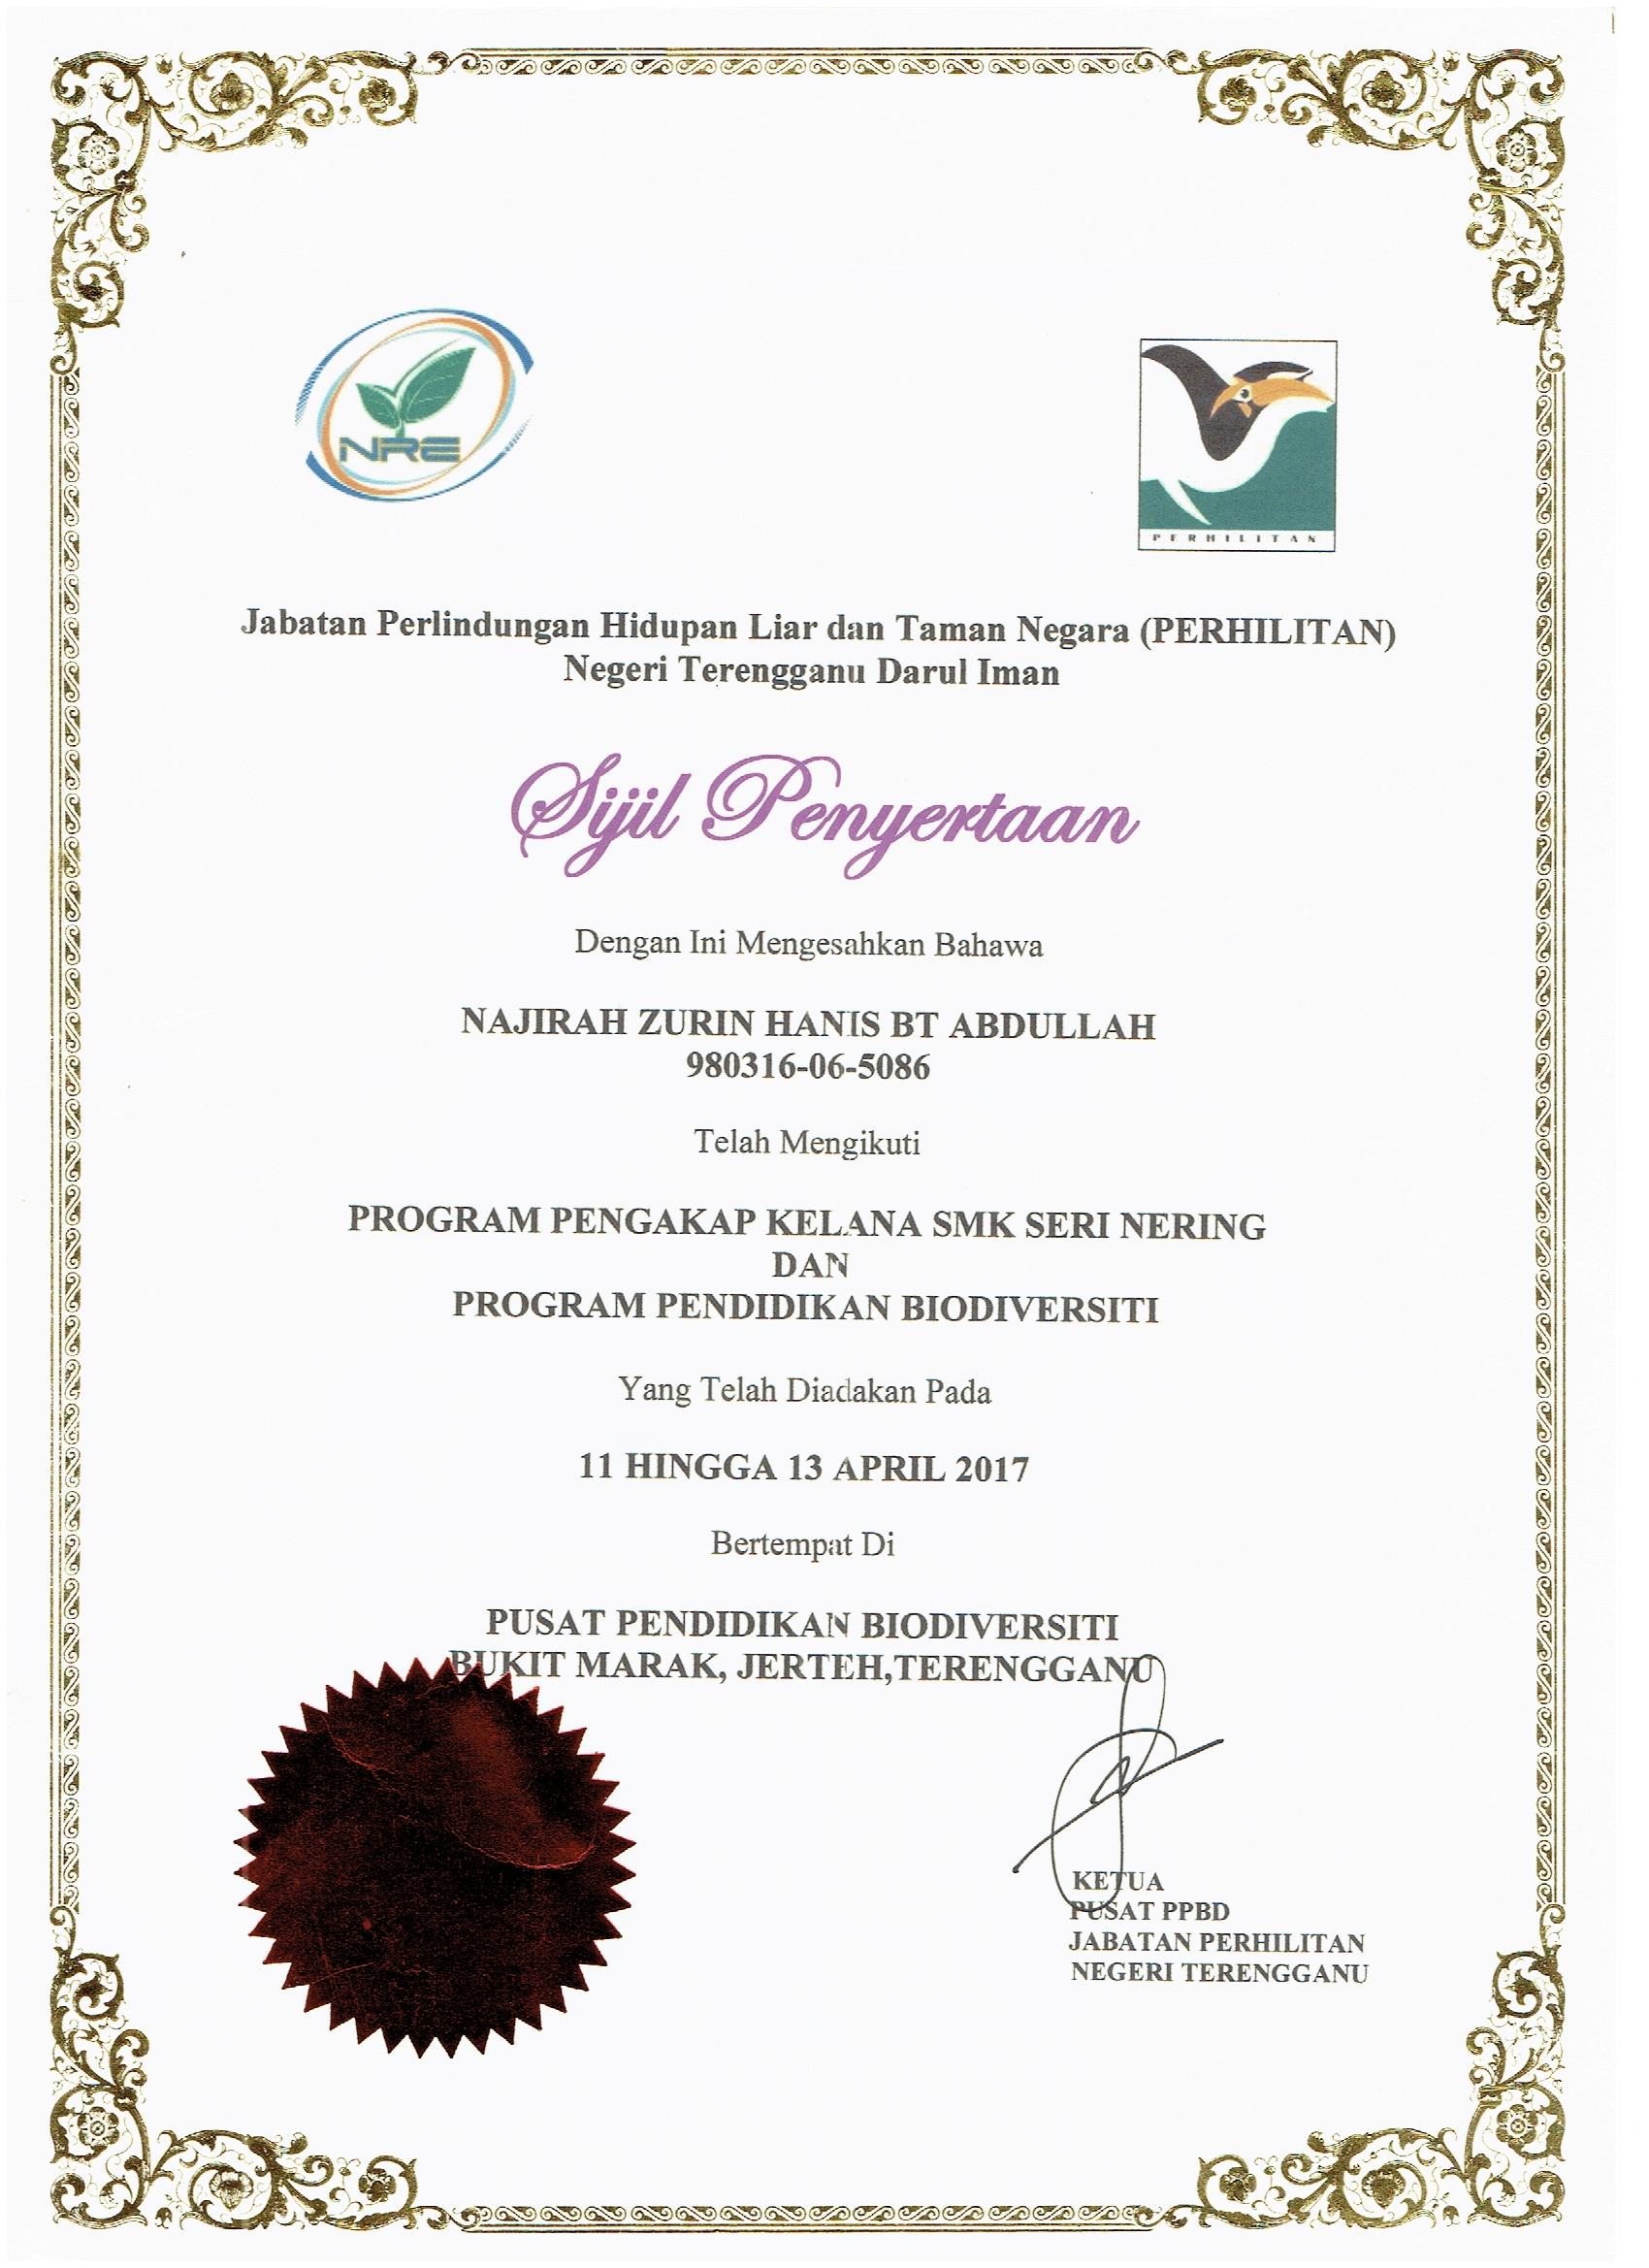 NRE
PERHILITAN
Jabatan Perlindungan Hidupan Liar dan Taman Negara (PERHILITAN)
Negeri Terengganu Darul Iman
Sijil Penyertaan
Dengan Ini Mengesahkan Bahawa
NAJIRAH ZURIN HANIS BT ABDULLAH
980316-06-5086
Telah Mengikuti
PROGRAM PENGAKAP KELANA SMK SERI NERING
DAN
PROGRAM PENDIDIKAN BIODIVERSITI
Yang Telah Diadakan Pada
11 HINGGA 13 APRIL 2017
Bertempat Di
PUSAT PENDIDIKAN BIODIVERSITI
BUKIT MARAK, JERTEH,TERENGGANU
KETUA
PUSAT PPBD
JABATAN PERHILITAN
NEGERI TERENGGANU